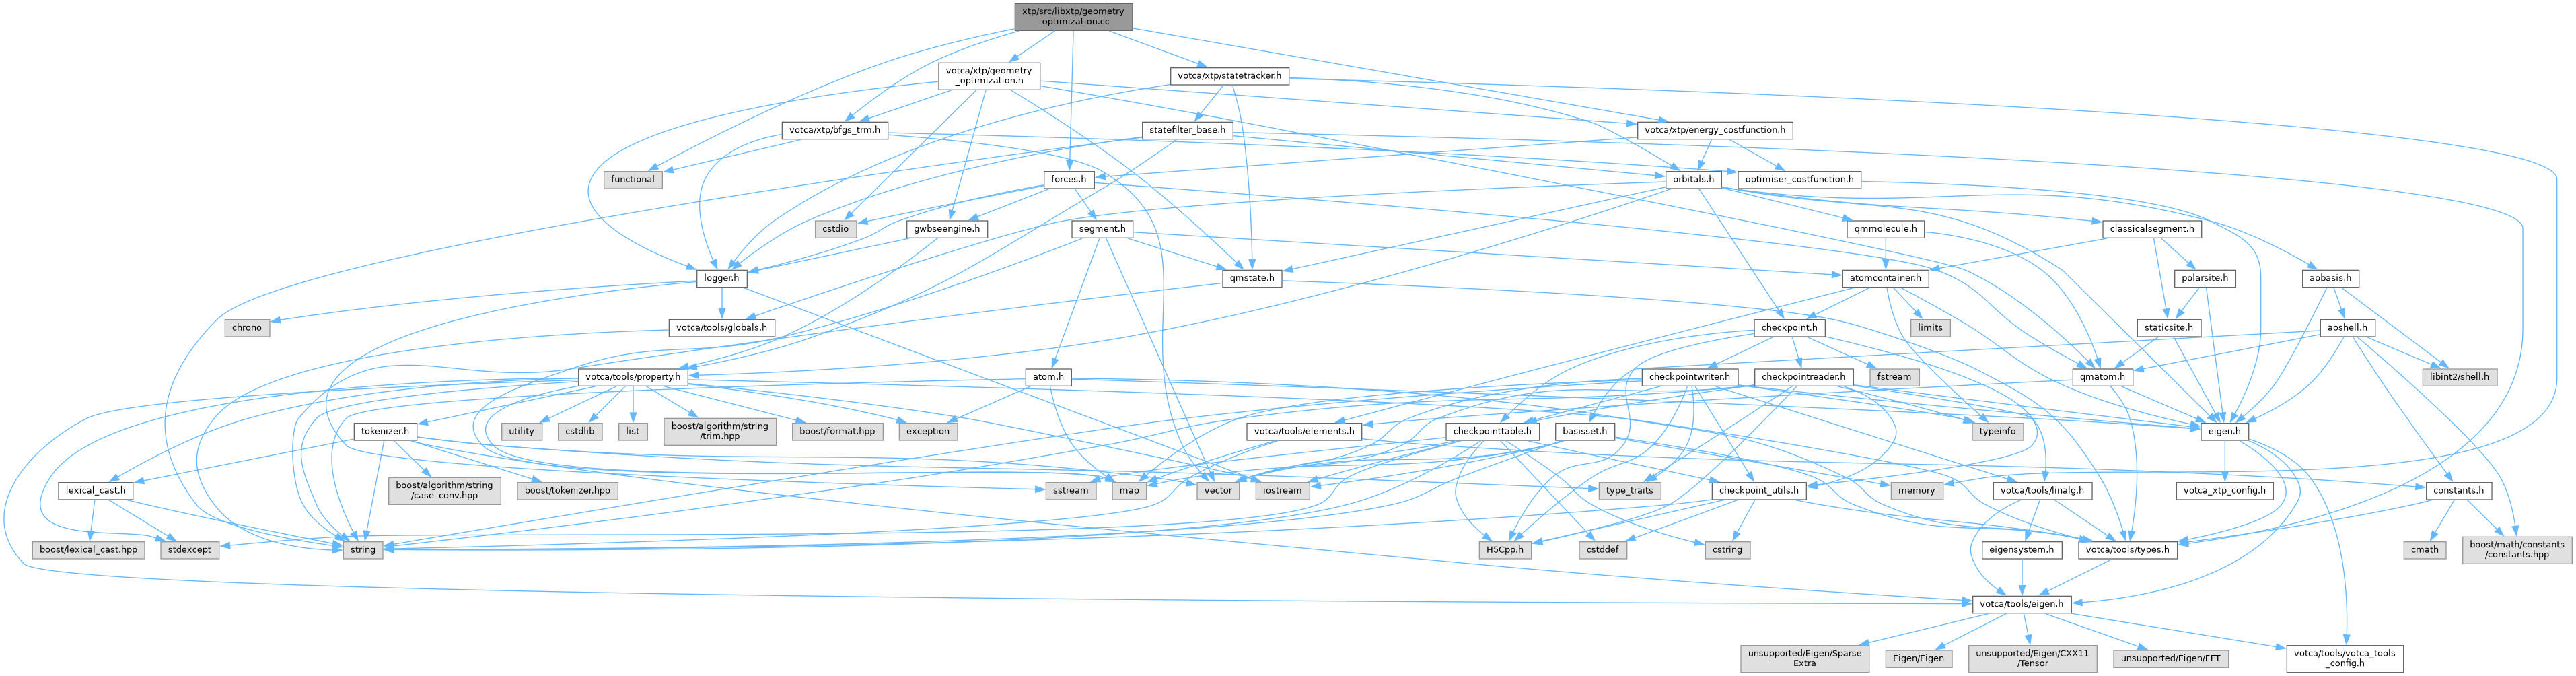 xtp/src/libxtp/geometry
_optimization.cc
votca/xtp/geometry
_optimization.h
votca/xtp/statetracker.h
votca/xtp/bfgs_trm.h
statefilter_base.h
votca/xtp/energy_costfunction.h
functional
forces.h
orbitals.h
optimiser_costfunction.h
cstdio
gwbseengine.h
segment.h
qmmolecule.h
classicalsegment.h
logger.h
qmstate.h
atomcontainer.h
polarsite.h
aobasis.h
chrono
votca/tools/globals.h
checkpoint.h
limits
staticsite.h
aoshell.h
votca/tools/property.h
atom.h
checkpointwriter.h
checkpointreader.h
fstream
qmatom.h
libint2/shell.h
tokenizer.h
utility
cstdlib
list
boost/algorithm/string
/trim.hpp
boost/format.hpp
exception
votca/tools/elements.h
checkpointtable.h
basisset.h
typeinfo
eigen.h
lexical_cast.h
boost/algorithm/string
/case_conv.hpp
boost/tokenizer.hpp
sstream
map
vector
iostream
type_traits
checkpoint_utils.h
memory
votca/tools/linalg.h
votca_xtp_config.h
constants.h
boost/lexical_cast.hpp
stdexcept
string
H5Cpp.h
cstddef
cstring
eigensystem.h
votca/tools/types.h
cmath
boost/math/constants
/constants.hpp
votca/tools/eigen.h
unsupported/Eigen/Sparse
Extra
Eigen/Eigen
unsupported/Eigen/CXX11
/Tensor
unsupported/Eigen/FFT
votca/tools/votca_tools
_config.h